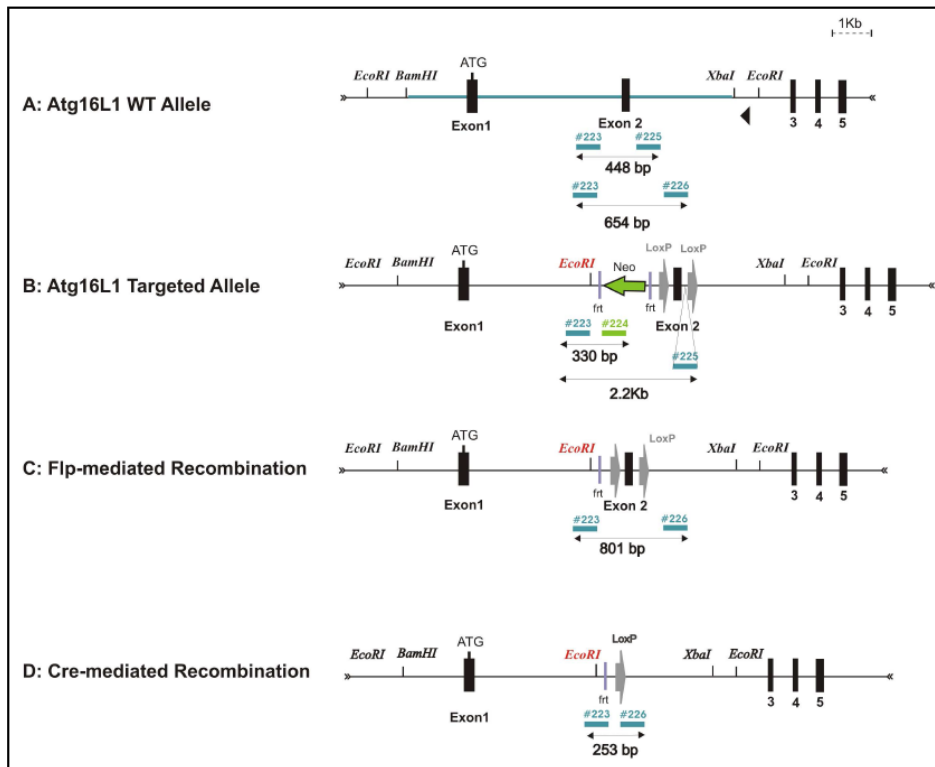 1Kb
ATG
EcoRI BamHI XbaI EcoRI
A: Atg16L1 WT Allele
Exon1 Exon 2 3 4 5
#223 #225
448 bp
#223 #226
654 bp
LoxP LoxP
ATG
EcoRI BamHI EcoRI Neo XbaI EcoRI
B: Atg16L1 Targeted Allele
frt frt
Exon1 Exon 2 3 4 5
#223 #224
330 bp
#225
2.2Kb
ATG LoxP
EcoRI BamHI EcoRI XbaI EcoRI
C: Flp-mediated Recombination
frt
Exon1 Exon 2 3 4 5
#223 #226
801 bp
ATG LoxP
EcoRI BamHI EcoRI XbaI EcoRI
D: Cre-mediated Recombination
frt
Exon1 3 4 5
#223 #226
253 bp